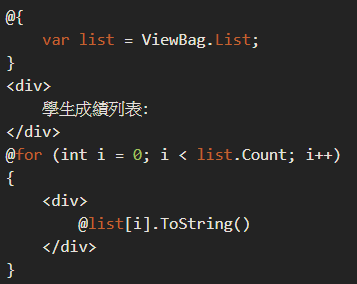 @{
    var list = ViewBag.List;
}
<div>
    學生成績列表:
</div>
@for (int i = 0; i < list.Count; i++)
{
    <div>
        @list[i].ToString()
    </div>
}